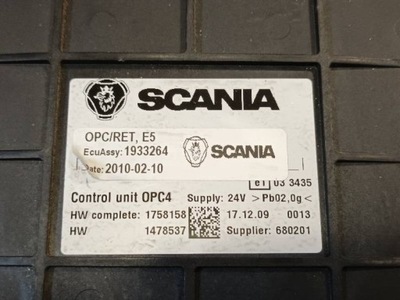 SCANIA
OPC/RET, E5
EcuAssy: 1933264
SCANIA
Date: 2010-02-10
e1 03 3435
Control unit OPC4 Supply: 24V >Pb02,0g<
HW complete: 1758158 17.12.09 0013
HW 1478537 Supplier: 680201